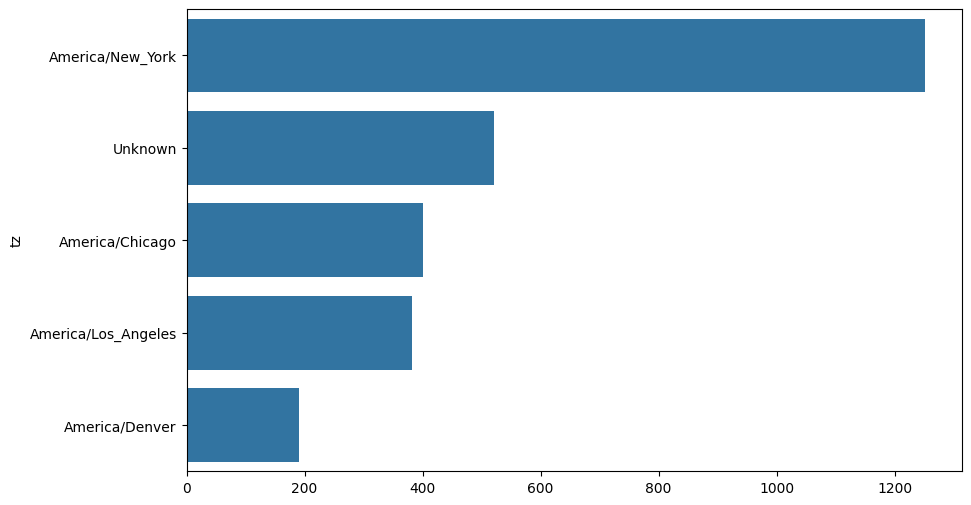 America/New_York
Unknown
America/Chicago
America/Los_Angeles
America/Denver
tz
0
200
400
600
800
1000
1200